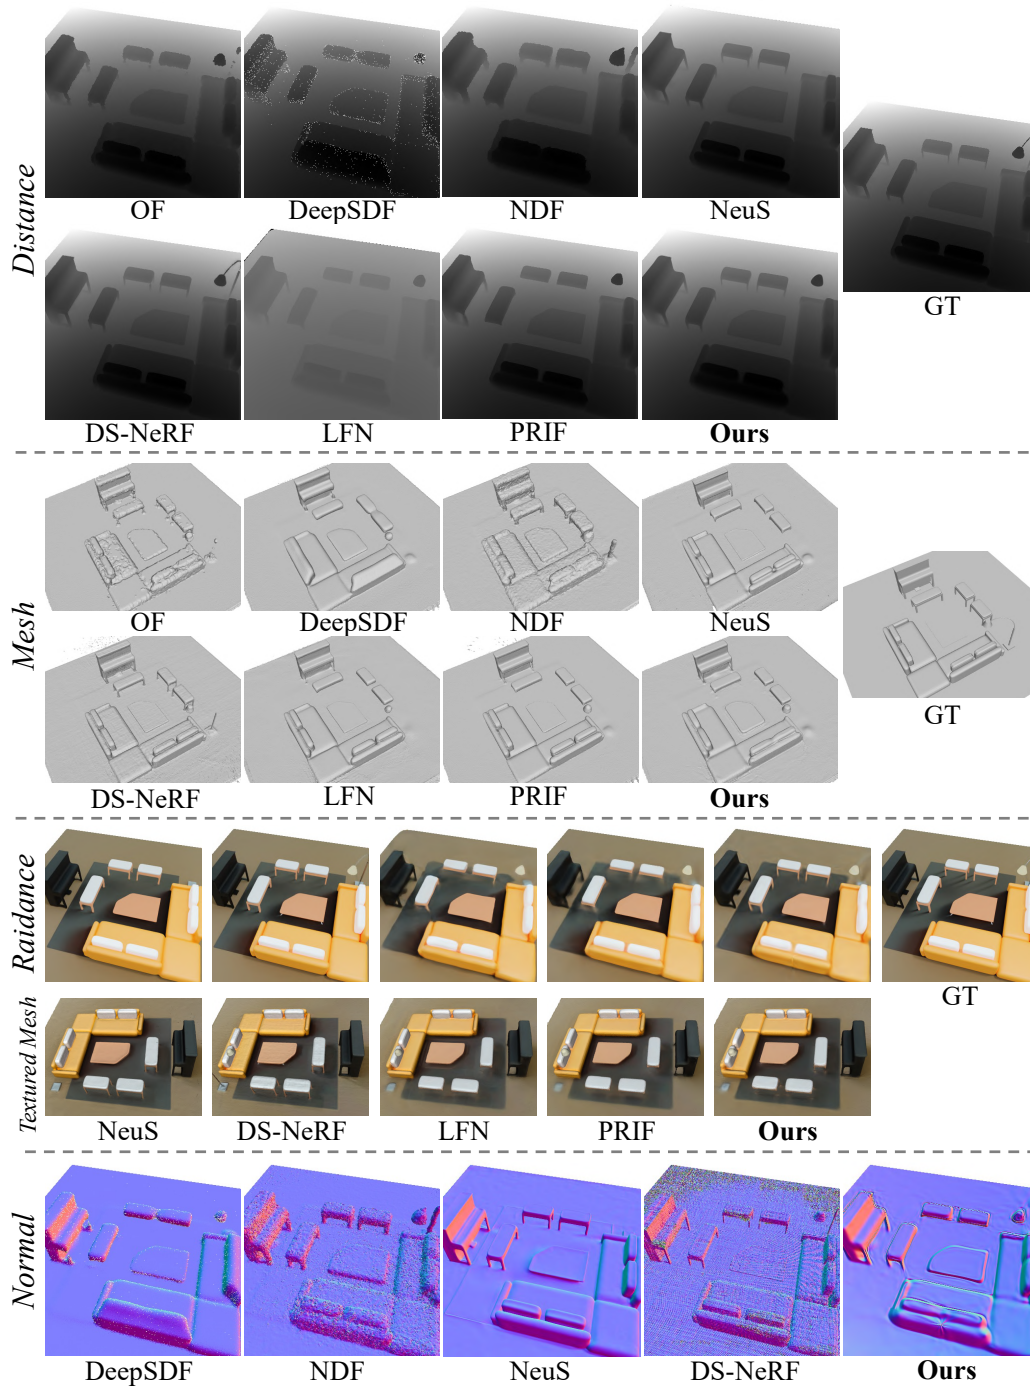 Distance
OF
DeepSDF
NDF
NeuS
GT
DS-NeRF
LFN
PRIF
Ours
Mesh
OF
DeepSDF
NDF
NeuS
GT
DS-NeRF
LFN
PRIF
Ours
Raidance
GT
Textured Mesh
NeuS
DS-NeRF
LFN
PRIF
Ours
Normal
DeepSDF
NDF
NeuS
DS-NeRF
Ours